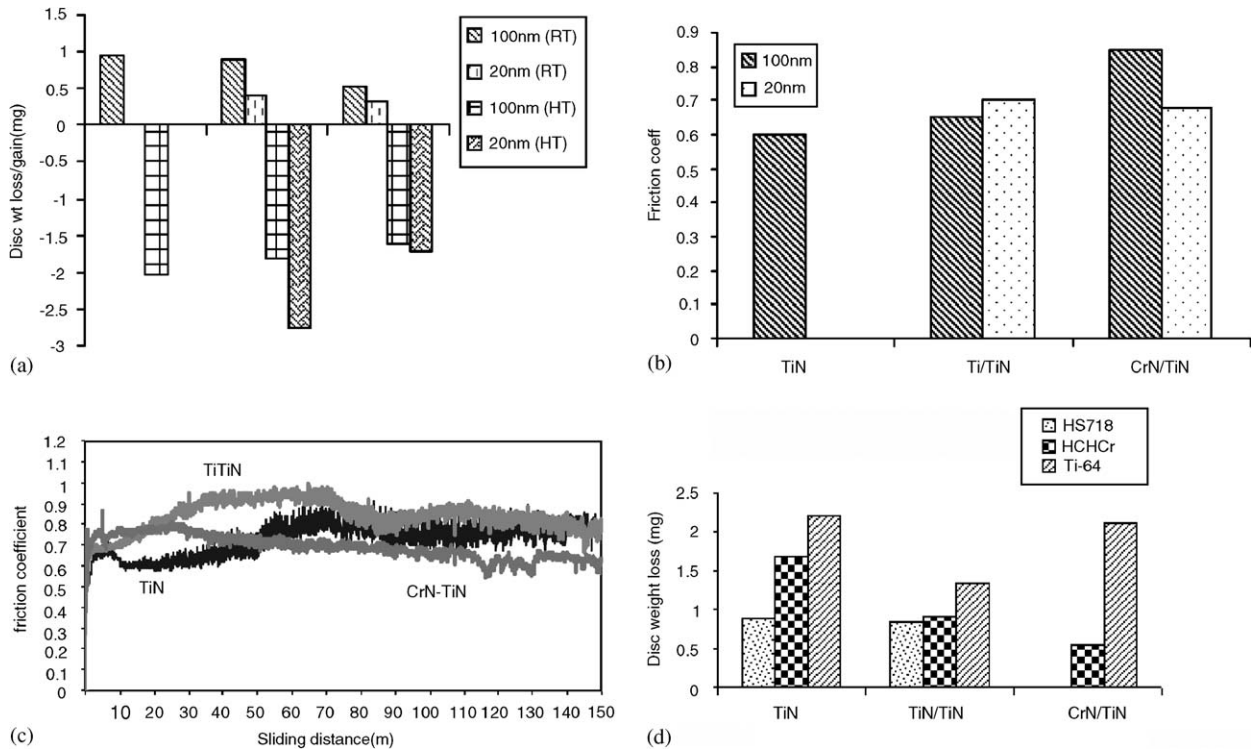 1.5
1
0.5
0
-0.5
-1
-1.5
-2
-2.5
-3
Disc wt loss/gain(mg)
100nm (RT)
20nm (RT)
100nm (HT)
20nm (HT)
(a)
0.9
0.8
0.7
0.6
0.5
0.4
0.3
0.2
0.1
0
Friction coeff
100nm
20nm
TiN Ti/TiN CrN/TiN
(b)
1.2
1.1
1
0.9
0.8
0.7
0.6
0.5
0.4
0.3
0.2
0.1
0
friction coefficient
TiTiN
TiN
CrN-TiN
10 20 30 40 50 60 70 80 90 100 110 120 130 140 150
Sliding distance(m)
(c)
HS718
HCHCr
Ti-64
2.5
2
1.5
1
0.5
0
Disc weight loss (mg)
TiN TiN/TiN CrN/TiN
(d)